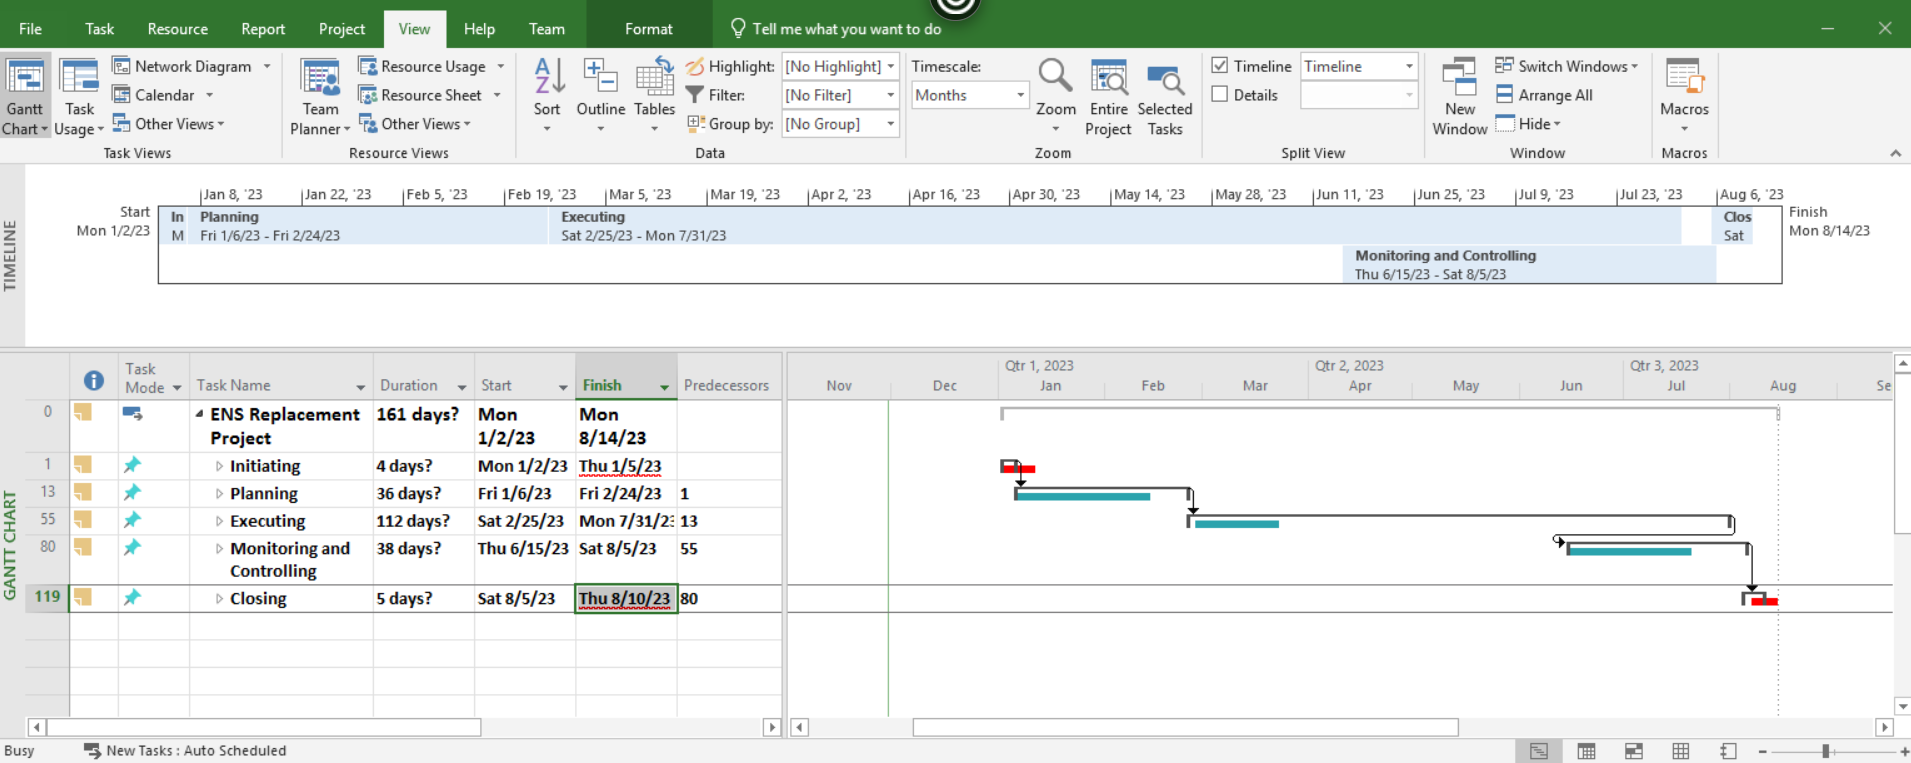 File Task Resource Report Project View Help Team Format Tell me what you want to do
Gantt Chart
Task Usage
Network Diagram
Calendar
Other Views
Task Views
Team Planner
Resource Usage
Resource Sheet
Other Views
Resource Views
Sort
Outline
Tables
Highlight: [No Highlight]
Filter: [No Filter]
Group by: [No Group]
Data
Timescale:
Months
Zoom
Entire Project
Selected Tasks
Zoom
Timeline Timeline
Details
Split View
New Window
Switch Windows
Arrange All
Hide
Window
Macros
Macros
TIMELINE
Jan 8, '23 Jan 22, '23 Feb 5, '23 Feb 19, '23 Mar 5, '23 Mar 19, '23 Apr 2, '23 Apr 16, '23 Apr 30, '23 May 14, '23 May 28, '23 Jun 11, '23 Jun 25, '23 Jul 9, '23 Jul 23, '23 Aug 6, '23
Start
Mon 1/2/23
In Planning Executing Clos
M Fri 1/6/23 - Fri 2/24/23 Sat 2/25/23 - Mon 7/31/23 Sat
Finish
Mon 8/14/23
Monitoring and Controlling
Thu 6/15/23 - Sat 8/5/23
GANTT CHART
Task Mode Task Name Duration Start Finish Predecessors
Qtr 1, 2023 Qtr 2, 2023 Qtr 3, 2023
Nov Dec Jan Feb Mar Apr May Jun Jul Aug Se
0 ENS Replacement Project 161 days? Mon 1/2/23 Mon 8/14/23
1 Initiating 4 days? Mon 1/2/23 Thu 1/5/23
13 Planning 36 days? Fri 1/6/23 Fri 2/24/23 1
55 Executing 112 days? Sat 2/25/23 Mon 7/31/23 13
80 Monitoring and Controlling 38 days? Thu 6/15/23 Sat 8/5/23 55
119 Closing 5 days? Sat 8/5/23 Thu 8/10/23 80
Busy New Tasks : Auto Scheduled